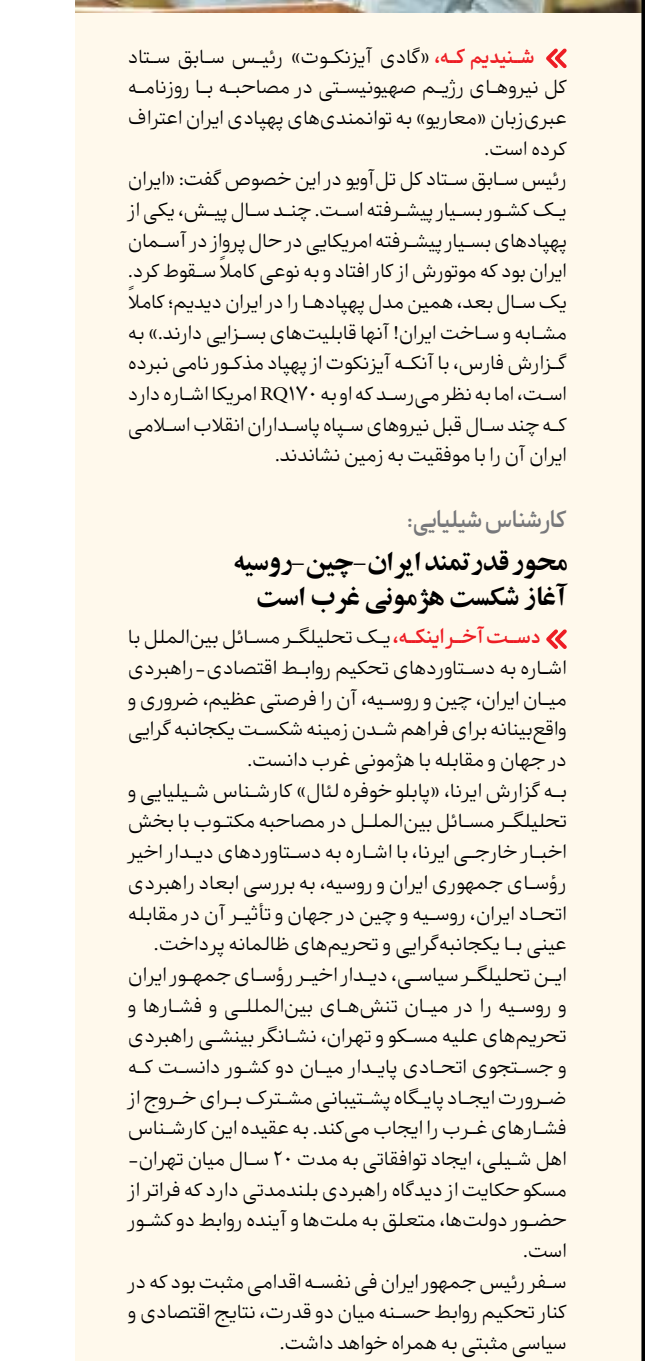 شنیدیم که، «گادی آیزنکوت» رئیس سابق ستاد
کل نیروهای رژیم صهیونیستی در مصاحبه با روزنامه
عبری‌زبان «معاریو» به توانمندی‌های پهپادی ایران اعتراف
کرده است.
رئیس سابق ستاد کل تل‌آویو در این خصوص گفت: «ایران
یک کشور بسیار پیشرفته است. چند سال پیش، یکی از
پهپادهای بسیار پیشرفته امریکایی در حال پرواز در آسمان
ایران بود که موتورش از کار افتاد و به نوعی کاملاً سقوط کرد.
یک سال بعد، همین مدل پهپادها را در ایران دیدیم؛ کاملاً
مشابه و ساخت ایران! آنها قابلیت‌های بسزایی دارند.» به
گزارش فارس، با آنکه آیزنکوت از پهپاد مذکور نامی نبرده
است، اما به نظر می‌رسد که او به RQ۱۷۰ امریکا اشاره دارد
که چند سال قبل نیروهای سپاه پاسداران انقلاب اسلامی
ایران آن را با موفقیت به زمین نشاندند.
کارشناس شیلیایی:
محور قدرتمند ایران-چین-روسیه
آغاز شکست هژمونی غرب است
دست آخر اینکه، یک تحلیلگر مسائل بین‌الملل با
اشاره به دستاوردهای تحکیم روابط اقتصادی-راهبردی
میان ایران، چین و روسیه، آن را فرصتی عظیم، ضروری و
واقع‌بینانه برای فراهم شدن زمینه شکست یکجانبه گرایی
در جهان و مقابله با هژمونی غرب دانست.
به گزارش ایرنا، «پابلو خوفره لئال» کارشناس شیلیایی و
تحلیلگر مسائل بین‌الملل در مصاحبه مکتوب با بخش
اخبار خارجی ایرنا، با اشاره به دستاوردهای دیدار اخیر
رؤسای جمهوری ایران و روسیه، به بررسی ابعاد راهبردی
اتحاد ایران، روسیه و چین در جهان و تأثیر آن در مقابله
عینی با یکجانبه‌گرایی و تحریم‌های ظالمانه پرداخت.
این تحلیلگر سیاسی، دیدار اخیر رؤسای جمهور ایران
و روسیه را در میان تنش‌های بین‌المللی و فشارها و
تحریم‌های علیه مسکو و تهران، نشانگر بینشی راهبردی
و جستجوی اتحادی پایدار میان دو کشور دانست که
ضرورت ایجاد پایگاه پشتیبانی مشترک برای خروج از
فشارهای غرب را ایجاب می‌کند. به عقیده این کارشناس
اهل شیلی، ایجاد توافقاتی به مدت ۲۰ سال میان تهران-
مسکو حکایت از دیدگاه راهبردی بلندمدتی دارد که فراتر از
حضور دولت‌ها، متعلق به ملت‌ها و آینده روابط دو کشور
است.
سفر رئیس جمهور ایران فی نفسه اقدامی مثبت بود که در
کنار تحکیم روابط حسنه میان دو قدرت، نتایج اقتصادی و
سیاسی مثبتی به همراه خواهد داشت.